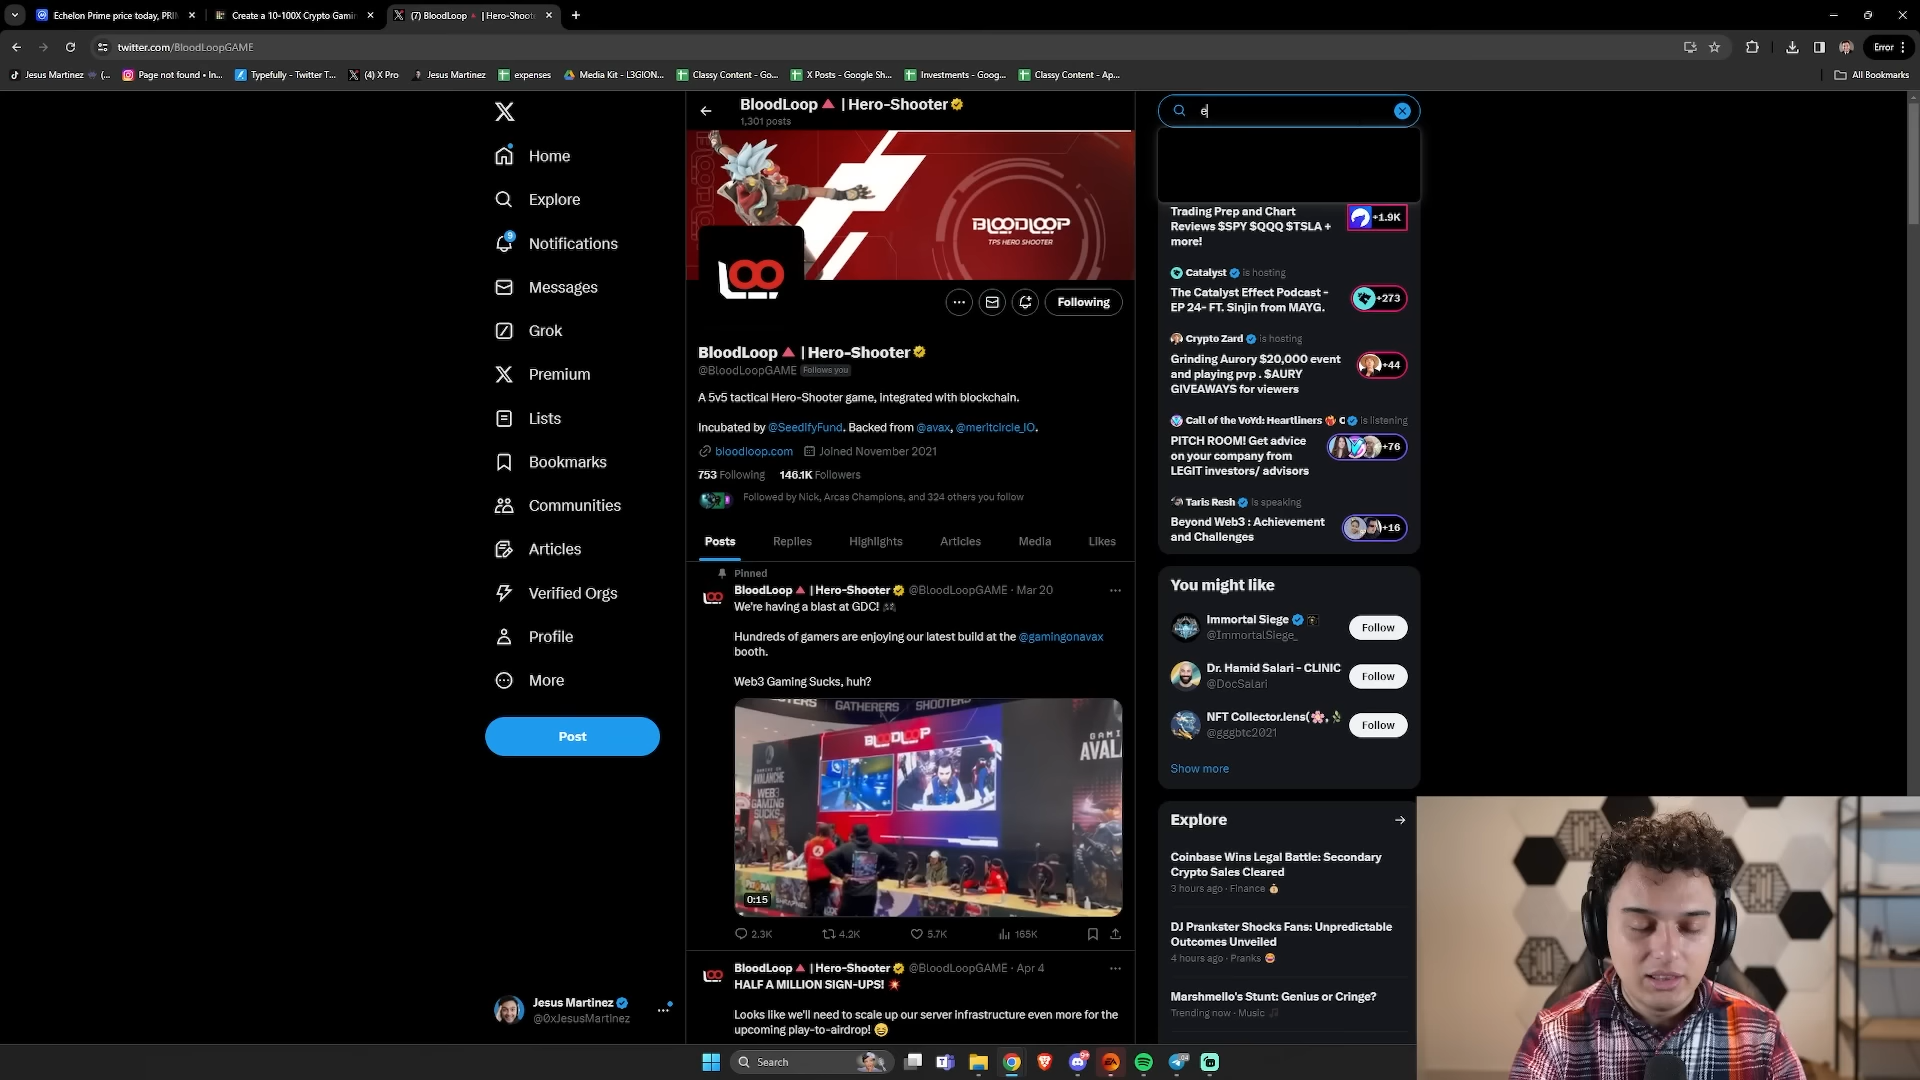 Echelon Prime price today, PRI
Create a 10-100X Crypto Gamin
(7) BloodLoop 🔺 | Hero-Shoote
twitter.com/BloodLoopGAME
Error
Jesus Martinez (...
Page not found • In...
Typefully - Twitter T...
(4) X Pro
Jesus Martinez
expenses
Media Kit - L3GION...
Classy Content - Go...
X Posts - Google Sh...
Investments - Goog...
Classy Content - Ap...
All Bookmarks
Home
Explore
9
Notifications
Messages
Grok
Premium
Lists
Bookmarks
Communities
Articles
Verified Orgs
Profile
More
Post
Jesus Martinez
@0xJesusMartinez
BloodLoop 🔺 | Hero-Shooter
1,301 posts
BLOODLOOP
TPS HERO SHOOTER
Following
BloodLoop 🔺 | Hero-Shooter
@BloodLoopGAME Follows you
A 5v5 tactical Hero-Shooter game, integrated with blockchain.
Incubated by @SeedifyFund. Backed from @avax, @meritcircle_IO.
bloodloop.com Joined November 2021
753 Following 146.1K Followers
Followed by Nick, Arcas Champions, and 324 others you follow
Posts Replies Highlights Articles Media Likes
Pinned
BloodLoop 🔺 | Hero-Shooter @BloodLoopGAME · Mar 20
We're having a blast at GDC! 🎮
Hundreds of gamers are enjoying our latest build at the @gamingonavax
booth.
Web3 Gaming Sucks, huh?
GATHERERS SHOOTERS
BLOODLOOP
GAMING ON
AVALANCHE
WEB3
GAMING
SUCKS
GAMI
AVAL
0:15
2.3K 4.2K 5.7K 165K
BloodLoop 🔺 | Hero-Shooter @BloodLoopGAME · Apr 4
HALF A MILLION SIGN-UPS! 💥
Looks like we'll need to scale up our server infrastructure even more for the
upcoming play-to-airdrop! 😄
e
Trading Prep and Chart
Reviews $SPY $QQQ $TSLA +
more!
+1.9K
Catalyst is hosting
The Catalyst Effect Podcast -
EP 24- FT. Sinjin from MAYG.
+273
Crypto Zard is hosting
Grinding Aurory $20,000 event
and playing pvp . $AURY
GIVEAWAYS for viewers
+44
Call of the VoYd: Heartliners is listening
PITCH ROOM! Get advice
on your company from
LEGIT investors/ advisors
+76
Taris Resh is speaking
Beyond Web3 : Achievement
and Challenges
+16
You might like
Immortal Siege
@ImmortalSiege_
Follow
Dr. Hamid Salari - CLINIC
@DocSalari
Follow
NFT Collector.lens(🌸,🌿
@gggbtc2021
Follow
Show more
Explore
Coinbase Wins Legal Battle: Secondary
Crypto Sales Cleared
3 hours ago · Finance 💰
DJ Prankster Shocks Fans: Unpredictable
Outcomes Unveiled
4 hours ago · Pranks
Marshmello's Stunt: Genius or Cringe?
Trending now · Music 🎵
Search